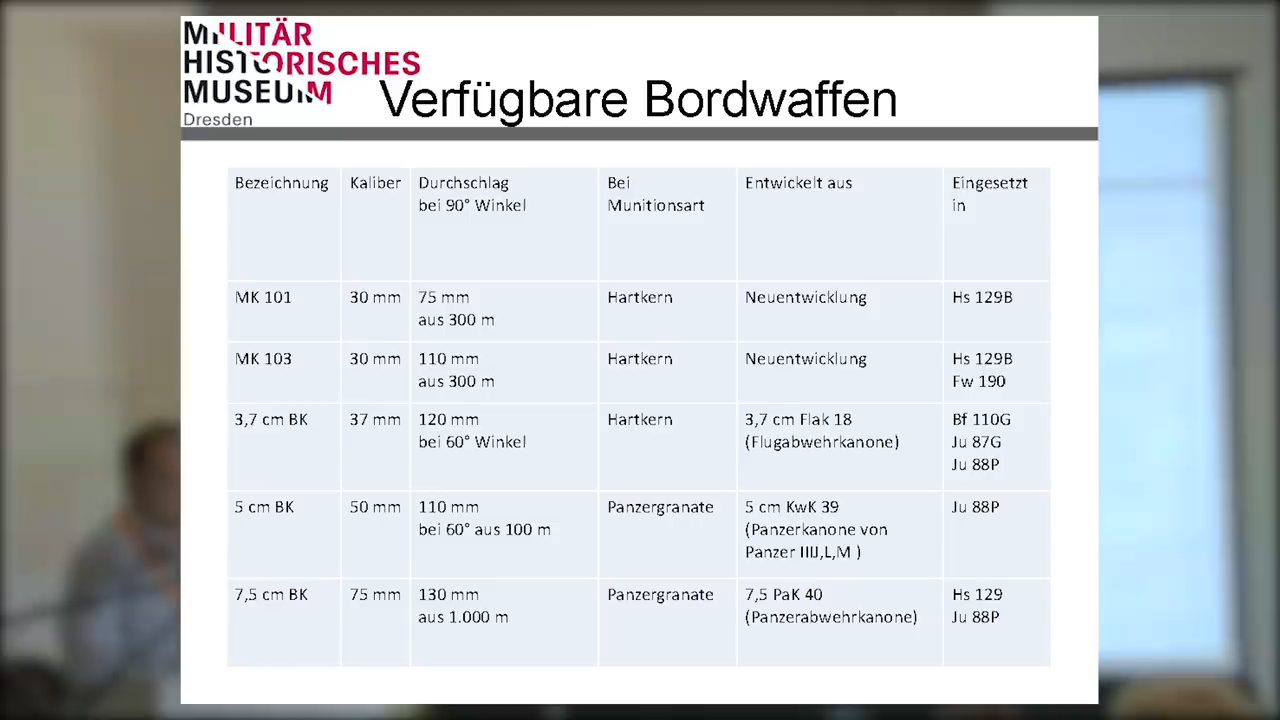 MILITÄR
HISTORISCHES
MUSEUM
Dresden
Verfügbare Bordwaffen
Bezeichnung Kaliber Durchschlag bei 90° Winkel Bei Munitionsart Entwickelt aus Eingesetzt in
MK 101 30 mm 75 mm aus 300 m Hartkern Neuentwicklung Hs 129B
MK 103 30 mm 110 mm aus 300 m Hartkern Neuentwicklung Hs 129B Fw 190
3,7 cm BK 37 mm 120 mm bei 60° Winkel Hartkern 3,7 cm Flak 18 (Flugabwehrkanone) Bf 110G Ju 87G Ju 88P
5 cm BK 50 mm 110 mm bei 60° aus 100 m Panzergranate 5 cm KwK 39 (Panzerkanone von Panzer IIIJ,L,M ) Ju 88P
7,5 cm BK 75 mm 130 mm aus 1.000 m Panzergranate 7,5 PaK 40 (Panzerabwehrkanone) Hs 129 Ju 88P